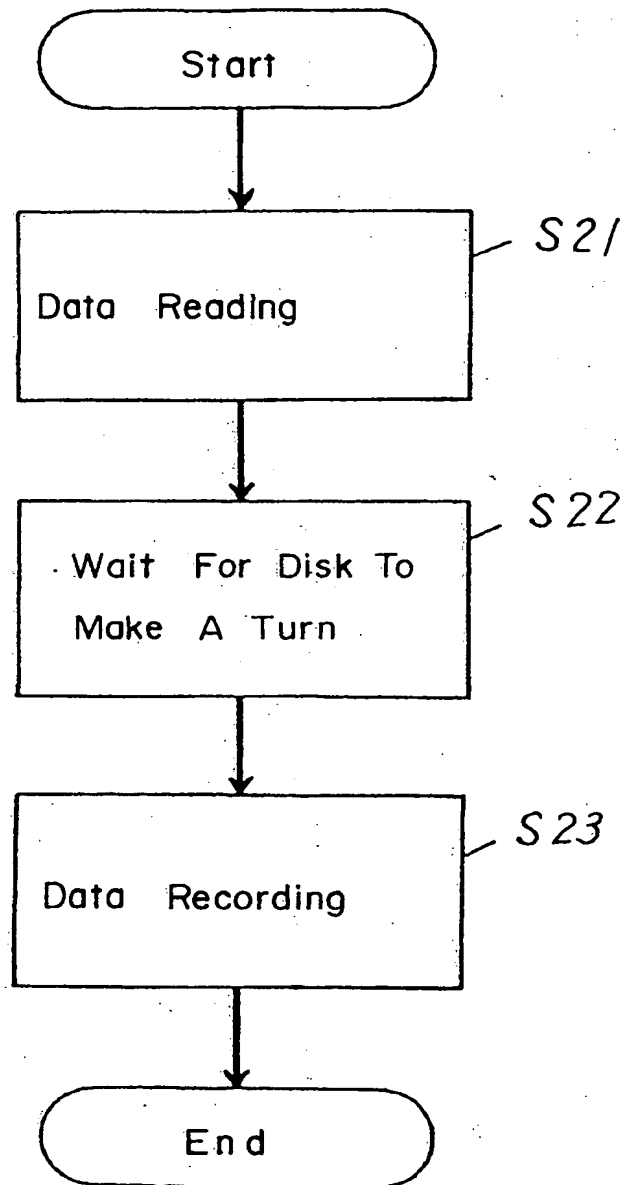 Start
S21
Data Reading
S22
Wait For Disk To
Make A Turn
S23
Data Recording
End